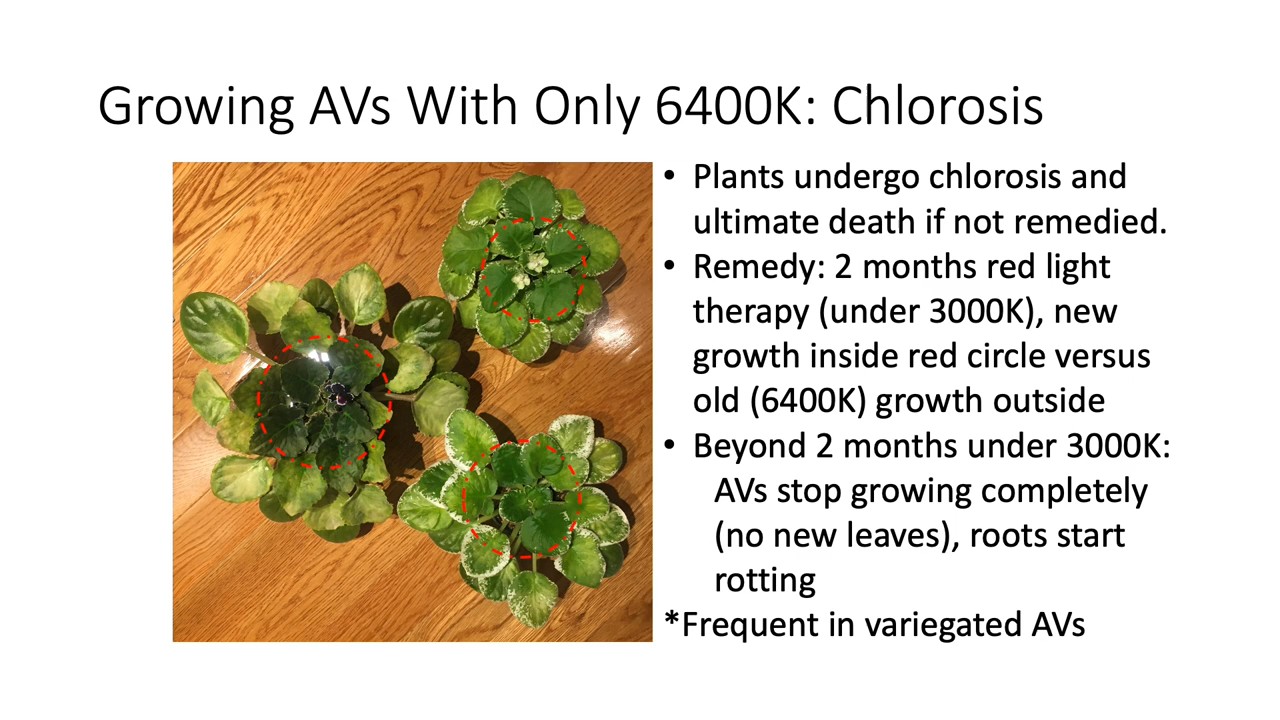 Growing AVs With Only 6400K: Chlorosis
• Plants undergo chlorosis and
ultimate death if not remedied.
• Remedy: 2 months red light
therapy (under 3000K), new
growth inside red circle versus
old (6400K) growth outside
• Beyond 2 months under 3000K:
AVs stop growing completely
(no new leaves), roots start
rotting
*Frequent in variegated AVs